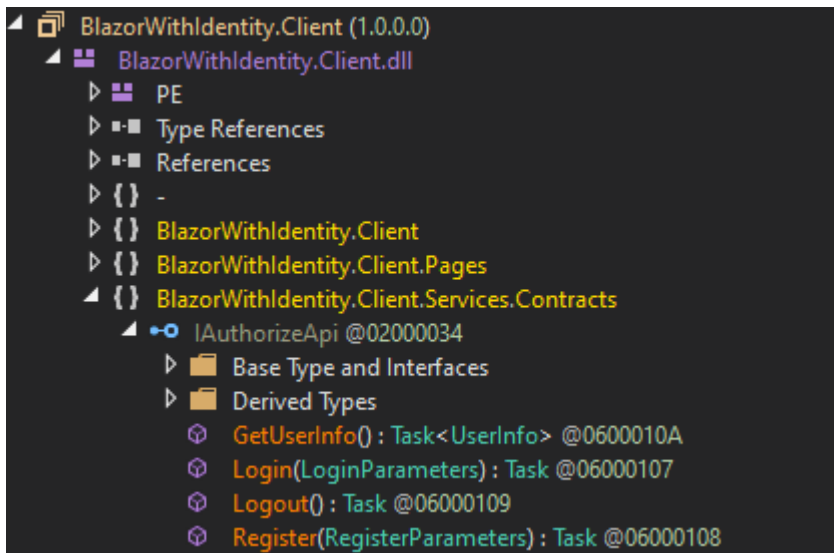 BlazorWithIdentity.Client (1.0.0.0)
BlazorWithIdentity.Client.dll
PE
Type References
References
{ } -
{ } BlazorWithIdentity.Client
{ } BlazorWithIdentity.Client.Pages
{ } BlazorWithIdentity.Client.Services.Contracts
IAuthorizeApi @02000034
Base Type and Interfaces
Derived Types
GetUserInfo() : Task<UserInfo> @0600010A
Login(LoginParameters) : Task @06000107
Logout() : Task @06000109
Register(RegisterParameters) : Task @06000108